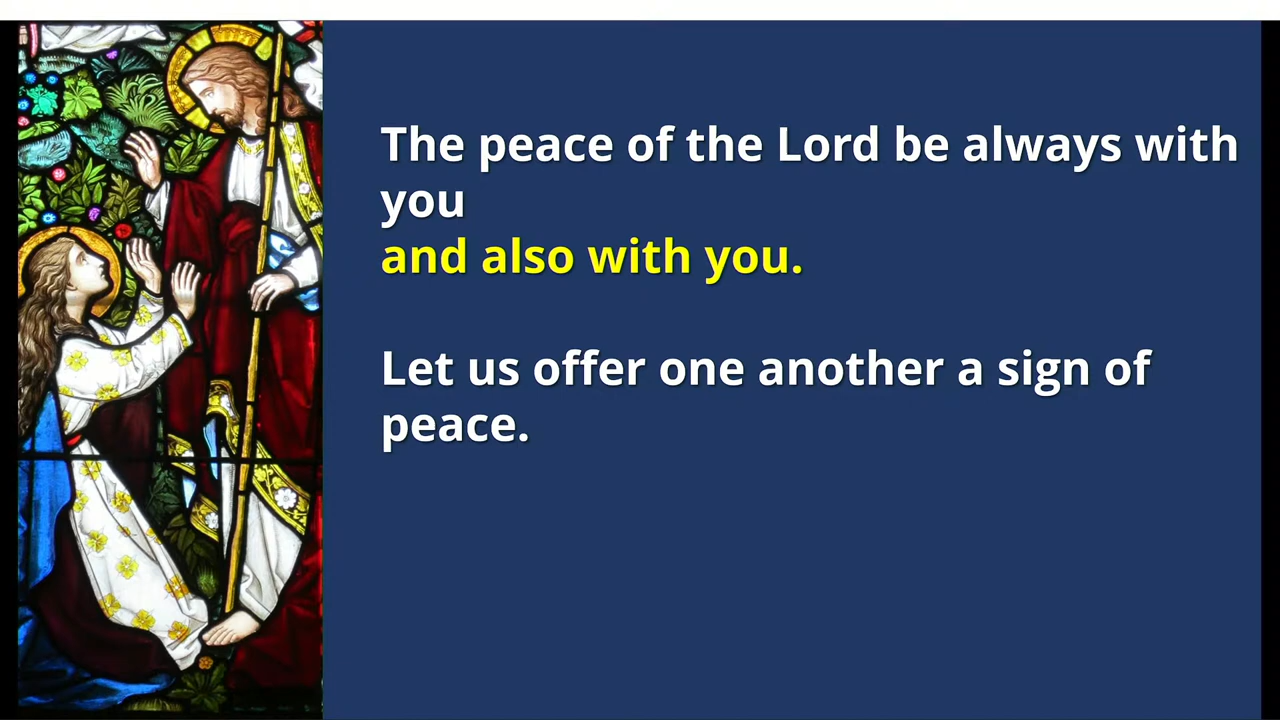 The peace of the Lord be always with
you
and also with you.
Let us offer one another a sign of
peace.